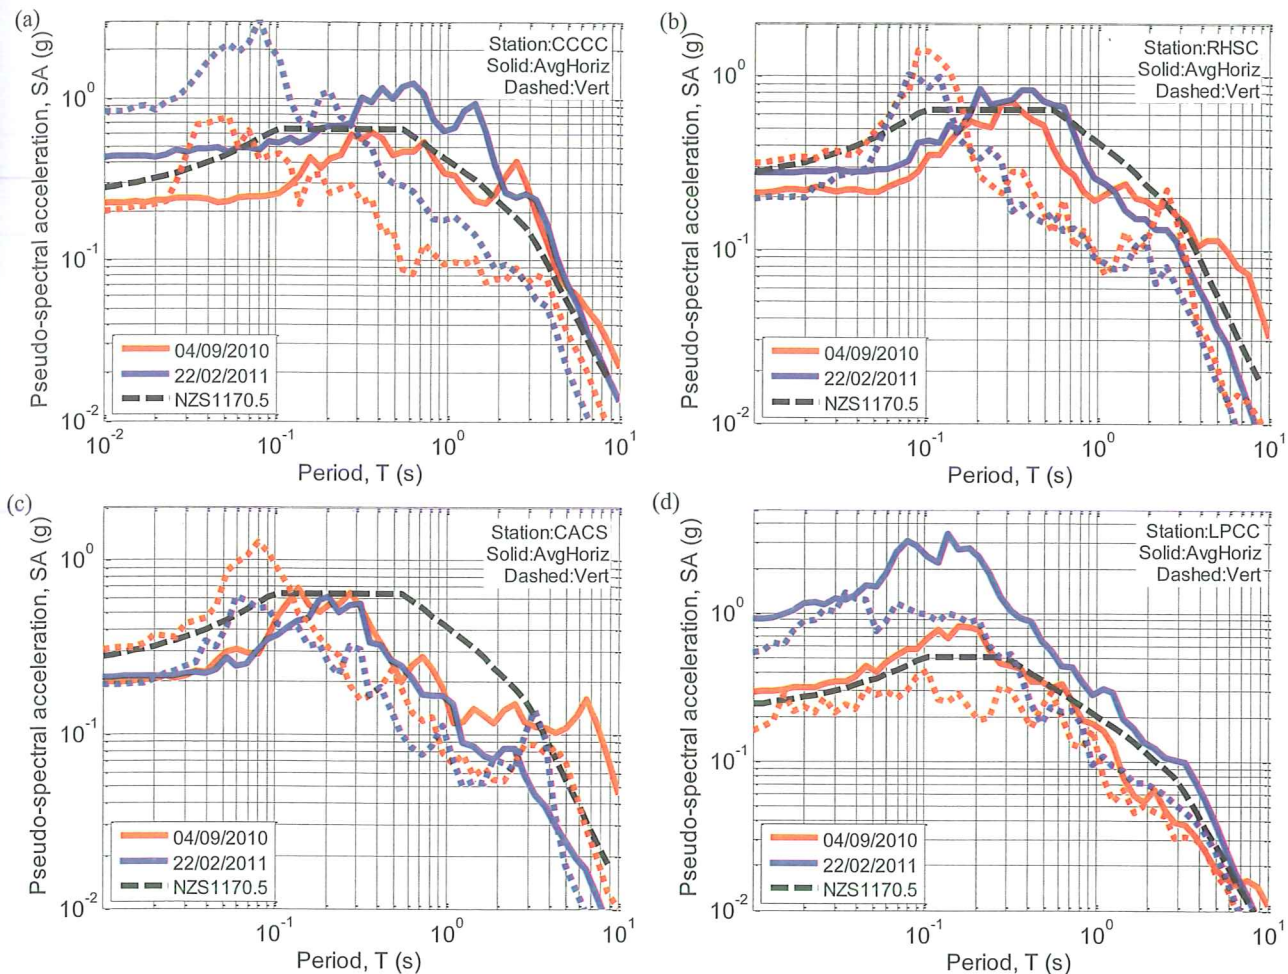 (a)
Station:CCCC
Solid:AvgHoriz
Dashed:Vert
Pseudo-spectral acceleration, SA (g)
10^0
10^-1
10^-2
04/09/2010
22/02/2011
NZS1170.5
10^-2
10^-1
10^0
10^1
Period, T (s)
(b)
Station:RHSC
Solid:AvgHoriz
Dashed:Vert
Pseudo-spectral acceleration, SA (g)
10^0
10^-1
10^-2
04/09/2010
22/02/2011
NZS1170.5
10^-1
10^0
10^1
Period, T (s)
(c)
Station:CACS
Solid:AvgHoriz
Dashed:Vert
Pseudo-spectral acceleration, SA (g)
10^0
10^-1
10^-2
04/09/2010
22/02/2011
NZS1170.5
10^-1
10^0
10^1
Period, T (s)
(d)
Station:LPCC
Solid:AvgHoriz
Dashed:Vert
Pseudo-spectral acceleration, SA (g)
10^0
10^-1
10^-2
04/09/2010
22/02/2011
NZS1170.5
10^-1
10^0
10^1
Period, T (s)